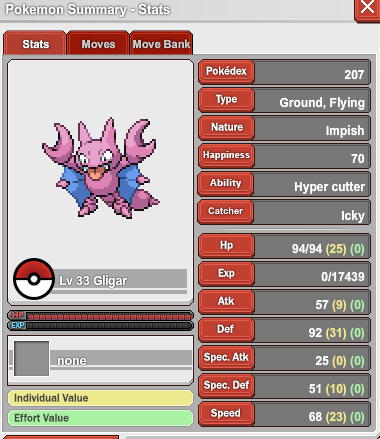 Pokemon Summary - Stats
Stats Moves Move Bank
Pokédex 207
Type Ground, Flying
Nature Impish
Happiness 70
Ability Hyper cutter
Catcher Icky
Lv 33 Gligar
Hp 94/94 (25) (0)
Exp 0/17439
Atk 57 (9) (0)
Def 92 (31) (0)
Spec. Atk 25 (0) (0)
Spec. Def 51 (10) (0)
Speed 68 (23) (0)
HP
EXP
none
Individual Value
Effort Value